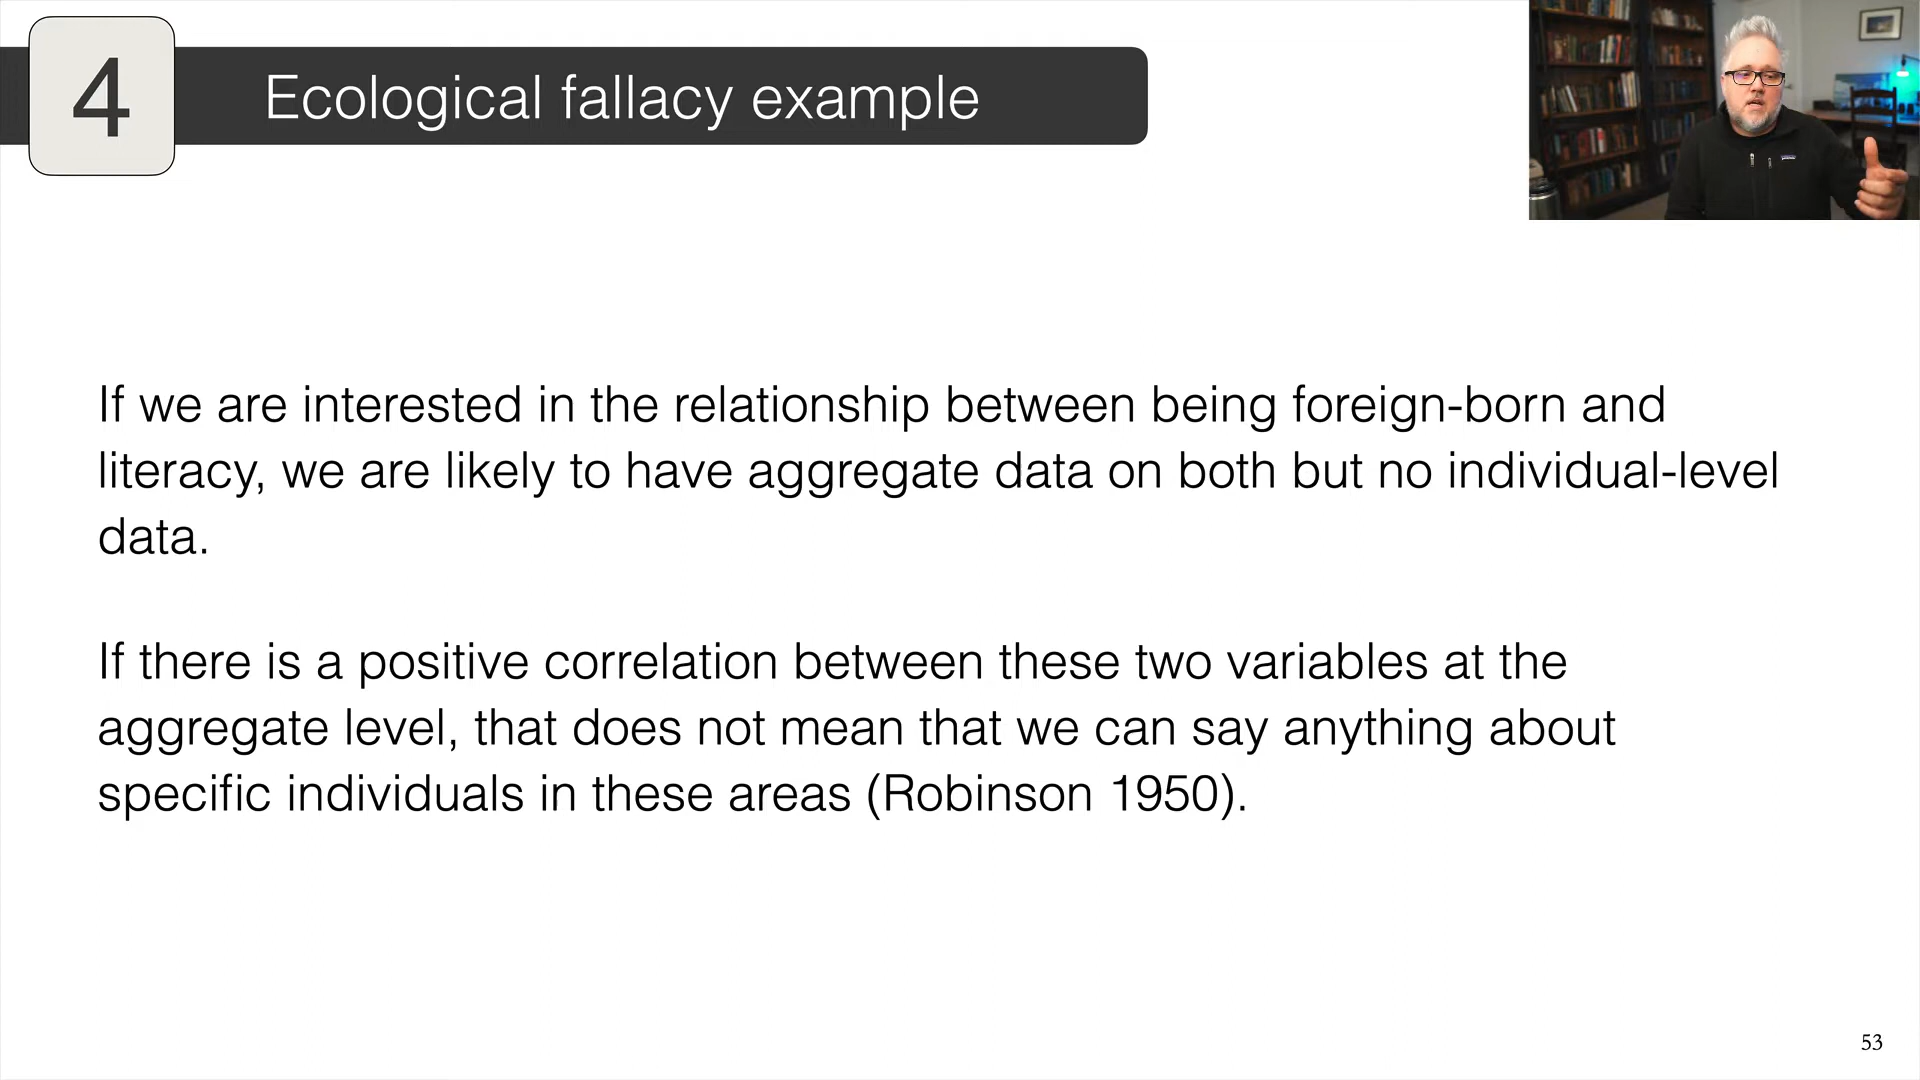 4
Ecological fallacy example
If we are interested in the relationship between being foreign-born and
literacy, we are likely to have aggregate data on both but no individual-level
data.
If there is a positive correlation between these two variables at the
aggregate level, that does not mean that we can say anything about
specific individuals in these areas (Robinson 1950).
53